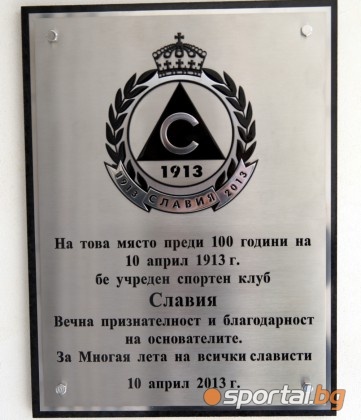 С
1913
1913 СЛАВИЯ 2013
На това място преди 100 години на
10 април 1913 г.
бе учреден спортен клуб
Славия
Вечна признателност и благодарност
на основателите.
За Многая лета на всички слависти
10 април 2013 г.
sportal.bg